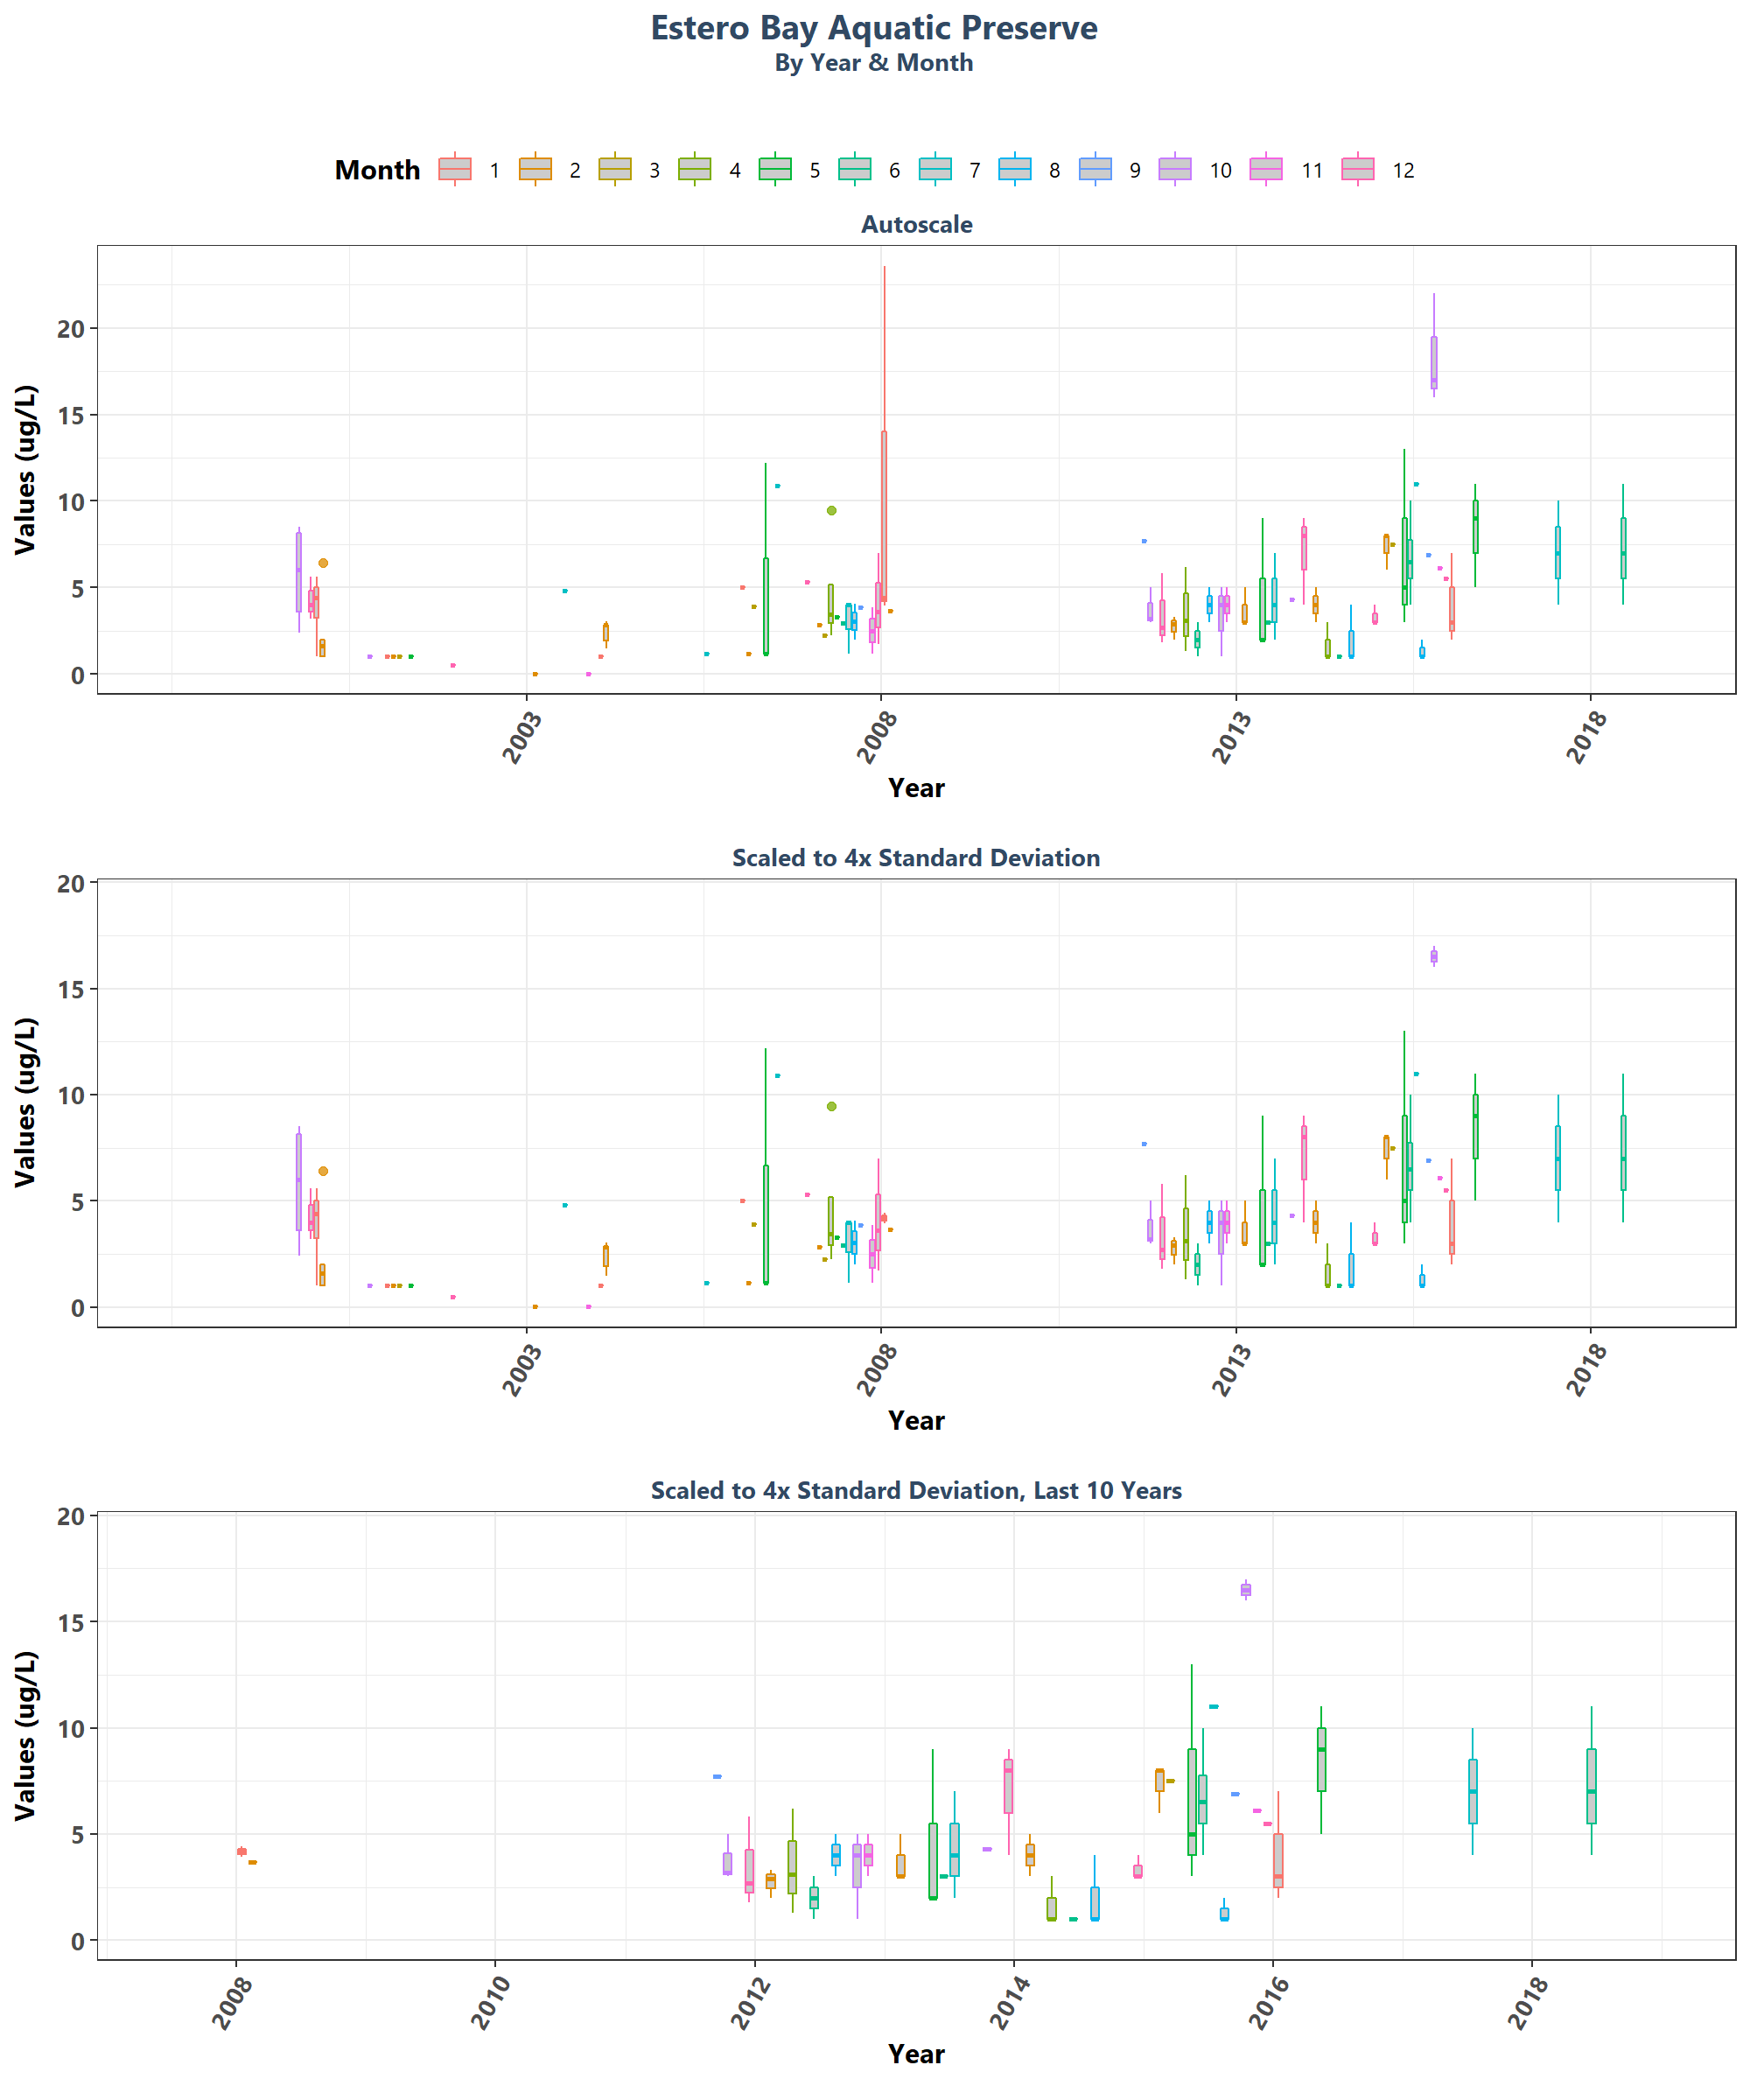 Estero Bay Aquatic Preserve
By Year & Month
Month 1 2 3 4 5 6 7 8 9 10 11 12
Autoscale
Values (ug/L)
20
15
10
5
0
2003 2008 2013 2018
Year
Scaled to 4x Standard Deviation
Values (ug/L)
20
15
10
5
0
2003 2008 2013 2018
Year
Scaled to 4x Standard Deviation, Last 10 Years
Values (ug/L)
20
15
10
5
0
2008 2010 2012 2014 2016 2018
Year